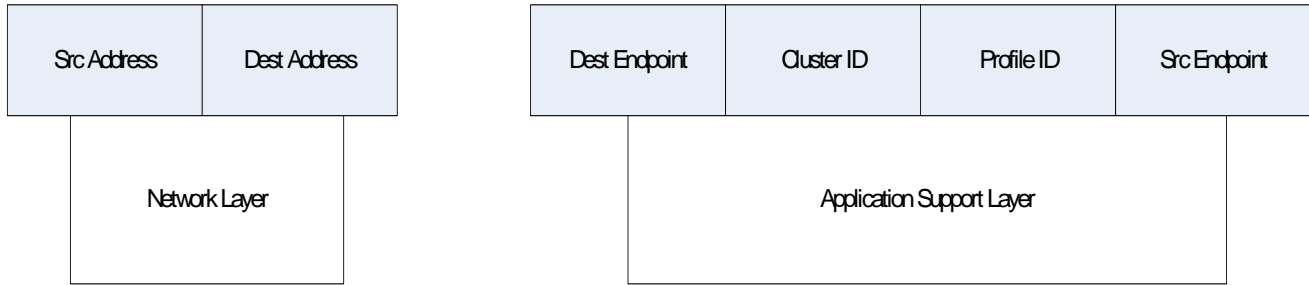 Src Address
Dest Address
Dest Endpoint
Cluster ID
Profile ID
Src Endpoint
Network Layer
Application Support Layer